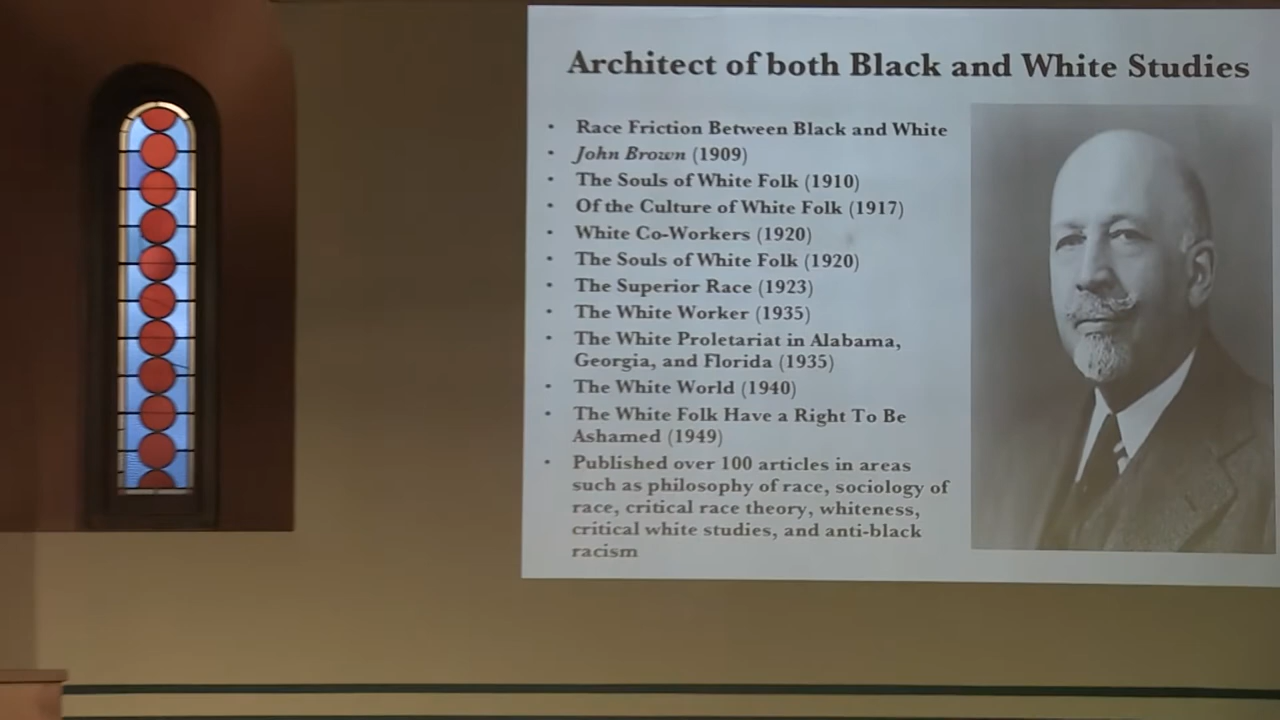 Architect of both Black and White Studies
• Race Friction Between Black and White
• John Brown (1909)
• The Souls of White Folk (1910)
• Of the Culture of White Folk (1917)
• White Co-Workers (1920)
• The Souls of White Folk (1920)
• The Superior Race (1923)
• The White Worker (1935)
• The White Proletariat in Alabama,
Georgia, and Florida (1935)
• The White World (1940)
• The White Folk Have a Right To Be
Ashamed (1949)
• Published over 100 articles in areas
such as philosophy of race, sociology of
race, critical race theory, whiteness,
critical white studies, and anti-black
racism